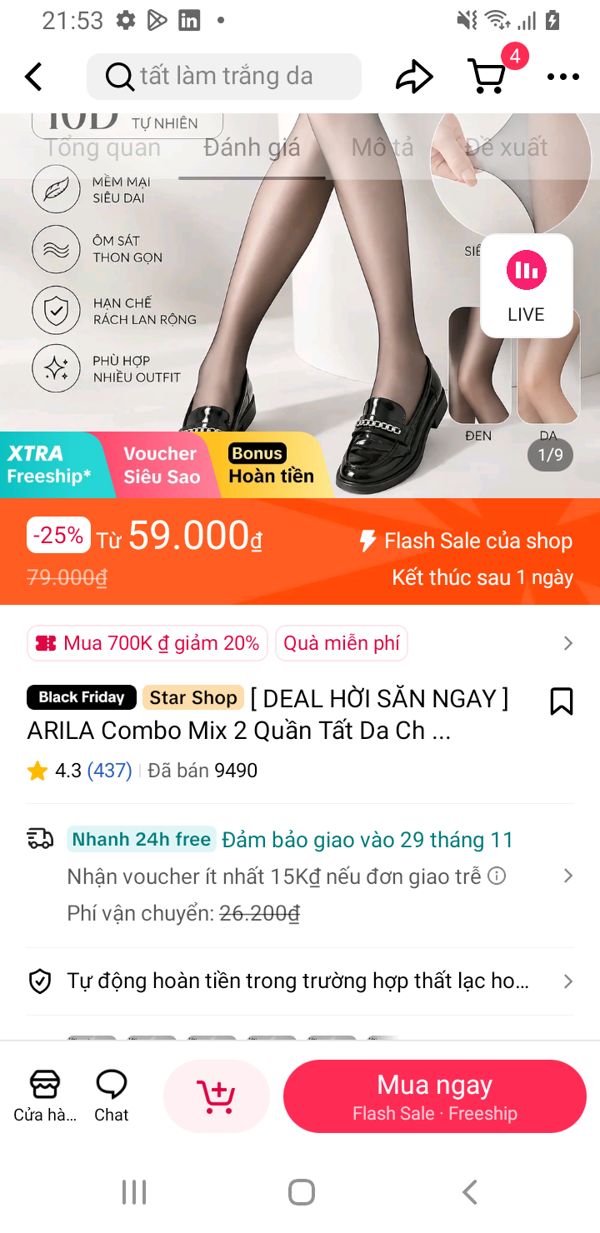 21:53
tất làm trắng da
4
10D TỰ NHIÊN
Tổng quan Đánh giá Mô tả Đề xuất
MỀM MẠI
SIÊU DAI
ÔM SÁT
THON GỌN
SIÊ
LIVE
HẠN CHẾ
RÁCH LAN RỘNG
PHÙ HỢP
NHIỀU OUTFIT
ĐEN DA
1/9
XTRA
Freeship*
Voucher
Siêu Sao
Bonus
Hoàn tiền
-25% Từ 59.000₫
79.000₫
Flash Sale của shop
Kết thúc sau 1 ngày
Mua 700K ₫ giảm 20% Quà miễn phí
Black Friday Star Shop [ DEAL HỜI SĂN NGAY ]
ARILA Combo Mix 2 Quần Tất Da Ch ...
4.3 (437) Đã bán 9490
Nhanh 24h free Đảm bảo giao vào 29 tháng 11
Nhận voucher ít nhất 15K₫ nếu đơn giao trễ
Phí vận chuyển: 26.200₫
Tự động hoàn tiền trong trường hợp thất lạc ho...
Cửa hà...
Chat
Mua ngay
Flash Sale · Freeship